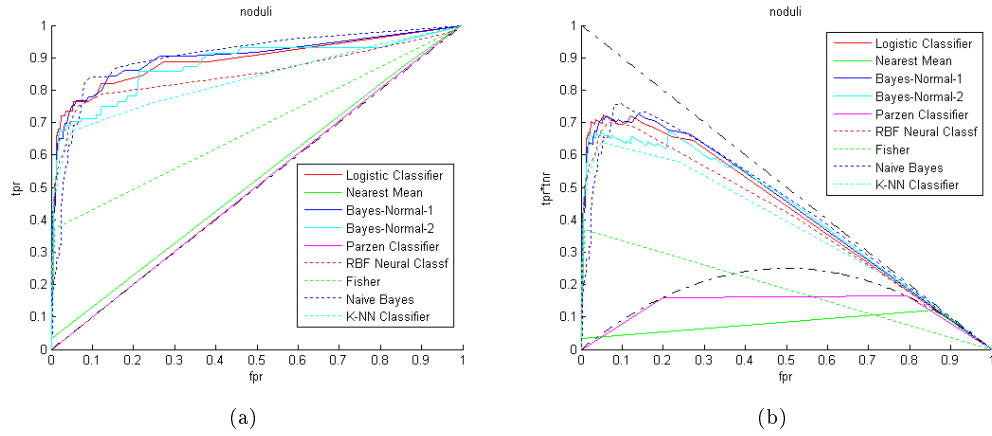 noduli
tpr
1
0.9
0.8
0.7
0.6
0.5
0.4
0.3
0.2
0.1
0
0 0.1 0.2 0.3 0.4 0.5 0.6 0.7 0.8 0.9 1
fpr
Logistic Classifier
Nearest Mean
Bayes-Normal-1
Bayes-Normal-2
Parzen Classifier
RBF Neural Classf
Fisher
Naive Bayes
K-NN Classifier
(a)
noduli
tpr*tnr
1
0.9
0.8
0.7
0.6
0.5
0.4
0.3
0.2
0.1
0
0 0.1 0.2 0.3 0.4 0.5 0.6 0.7 0.8 0.9 1
fpr
Logistic Classifier
Nearest Mean
Bayes-Normal-1
Bayes-Normal-2
Parzen Classifier
RBF Neural Classf
Fisher
Naive Bayes
K-NN Classifier
(b)